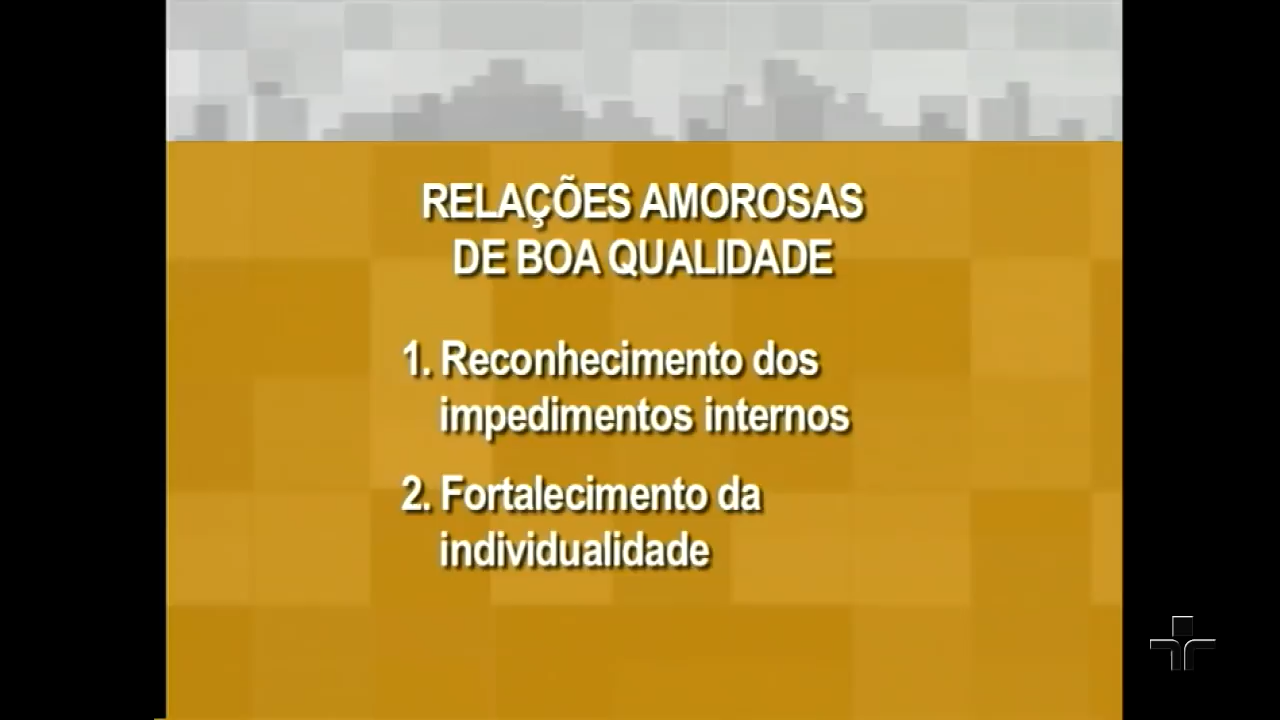 RELAÇÕES AMOROSAS
DE BOA QUALIDADE
1. Reconhecimento dos
impedimentos internos
2. Fortalecimento da
individualidade